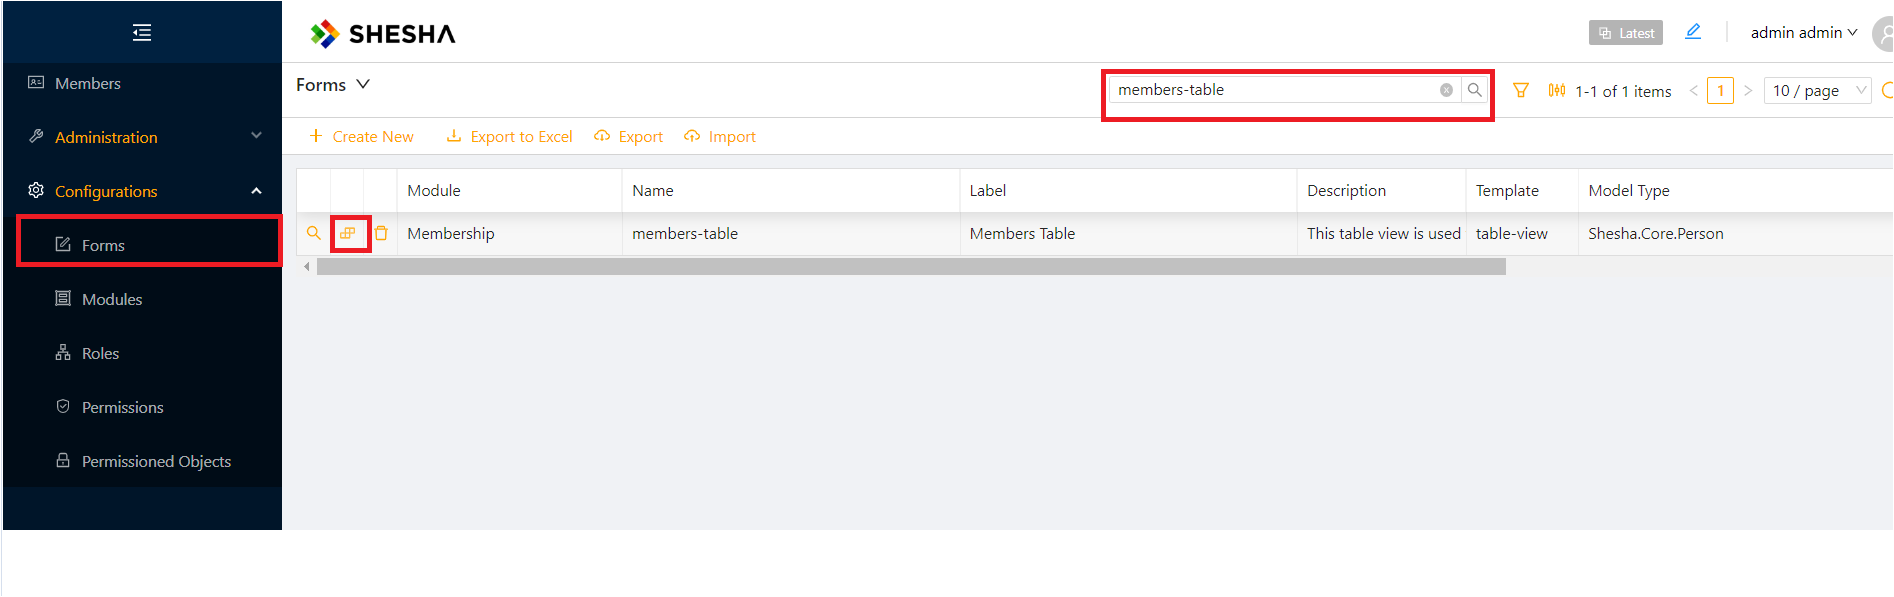 SHESHA
Latest
admin admin
Members
Administration
Configurations
Forms
Modules
Roles
Permissions
Permissioned Objects
Forms
members-table
1-1 of 1 items
1
10 / page
Create New
Export to Excel
Export
Import
Module Name Label Description Template Model Type
Membership members-table Members Table This table view is used table-view Shesha.Core.Person